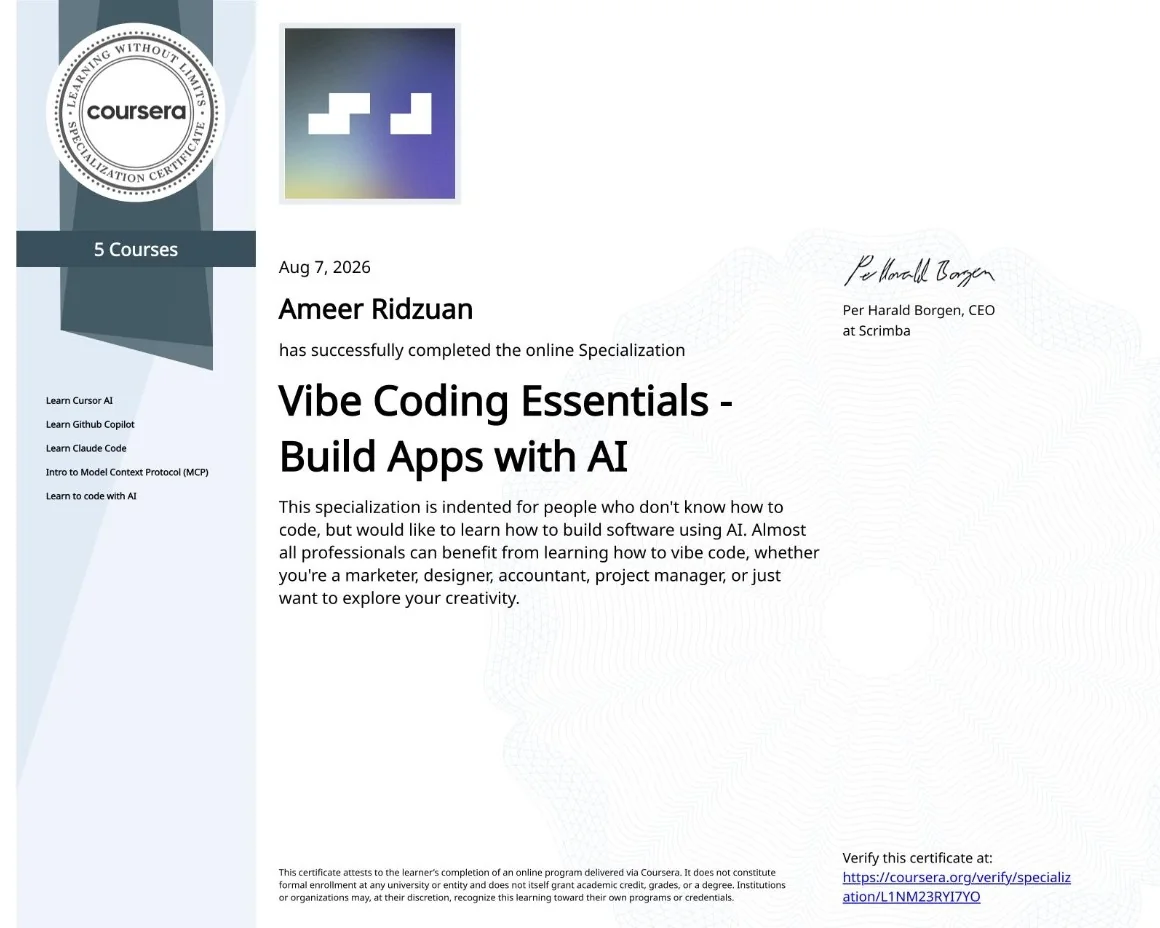 LEARNING WITHOUT LIMITS
coursera
SPECIALIZATION CERTIFICATE
5 Courses
Learn Cursor AI
Learn Github Copilot
Learn Claude Code
Intro to Model Context Protocol (MCP)
Learn to code with AI
Aug 7, 2026
Ameer Ridzuan
has successfully completed the online Specialization
Vibe Coding Essentials -
Build Apps with AI
This specialization is indented for people who don't know how to
code, but would like to learn how to build software using AI. Almost
all professionals can benefit from learning how to vibe code, whether
you're a marketer, designer, accountant, project manager, or just
want to explore your creativity.
Per Harald Borgen
Per Harald Borgen, CEO
at Scrimba
This certificate attests to the learner's completion of an online program delivered via Coursera. It does not constitute
formal enrollment at any university or entity and does not itself grant academic credit, grades, or a degree. Institutions
or organizations may, at their discretion, recognize this learning toward their own programs or credentials.
Verify this certificate at:
https://coursera.org/verify/specializ
ation/L1NM23RYI7YO